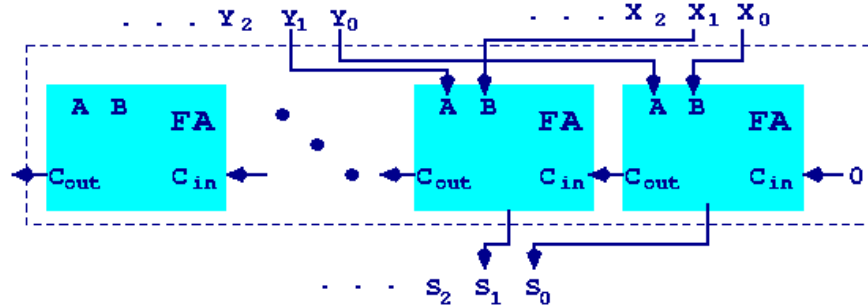 . . . Y2 Y1 Y0 . . . X2 X1 X0
A B A B A B
FA FA FA
Cout Cin Cout Cin Cout Cin 0
. . . S2 S1 S0